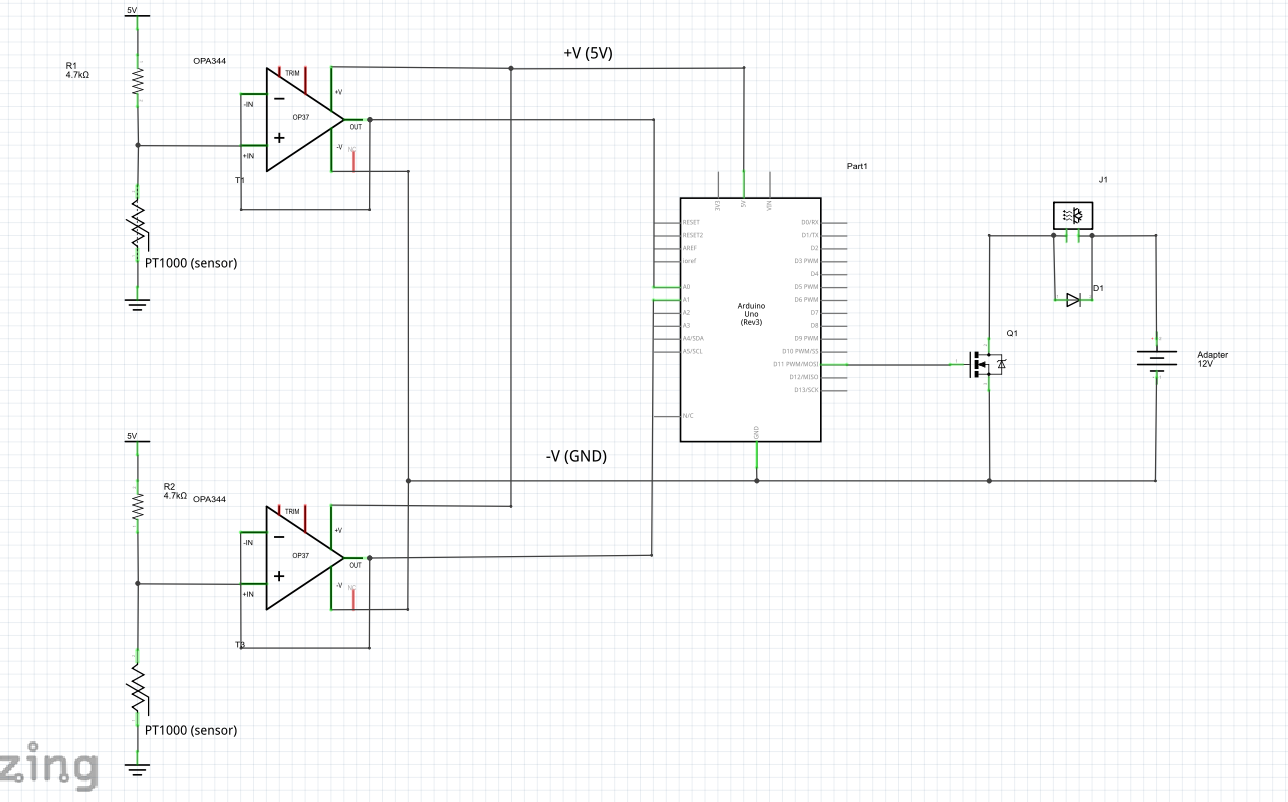 5V
+V (5V)
R1
4.7kΩ
OPA344
TRIM
+V
-IN
OP37
OUT
-V
NC
+IN
T1
PT1000 (sensor)
Part1
3V3
5V
VIN
RESET
RESET2
AREF
ioref
A0
A1
A2
A3
A4/SDA
A5/SCL
N/C
Arduino
Uno
(Rev3)
D0/RX
D1/TX
D2
D3 PWM
D4
D5 PWM
D6 PWM
D7
D8
D9 PWM
D10 PWM/SS
D11 PWM/MOSI
D12/MISO
D13/SCK
GND
J1
D1
Q1
Adapter
12V
-V (GND)
5V
R2
4.7kΩ
OPA344
TRIM
+V
-IN
OP37
OUT
-V
NC
+IN
T3
PT1000 (sensor)
zing